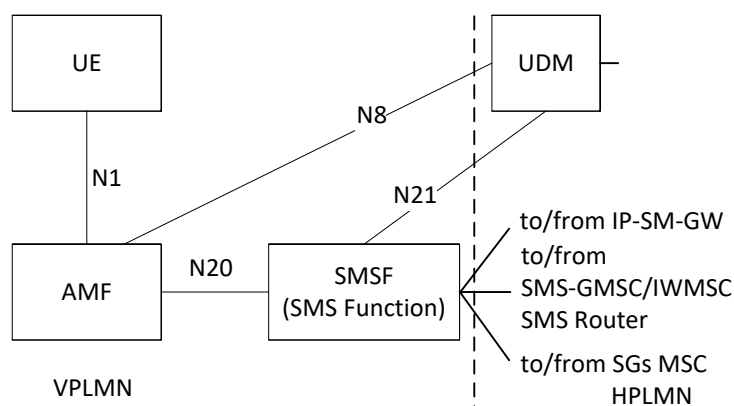 UE
UDM
N8
N1
N21
to/from IP-SM-GW
N20
to/from
AMF
SMSF
(SMS Function)
SMS-GMSC/IWMSC
SMS Router
to/from SGs MSC
VPLMN
HPLMN